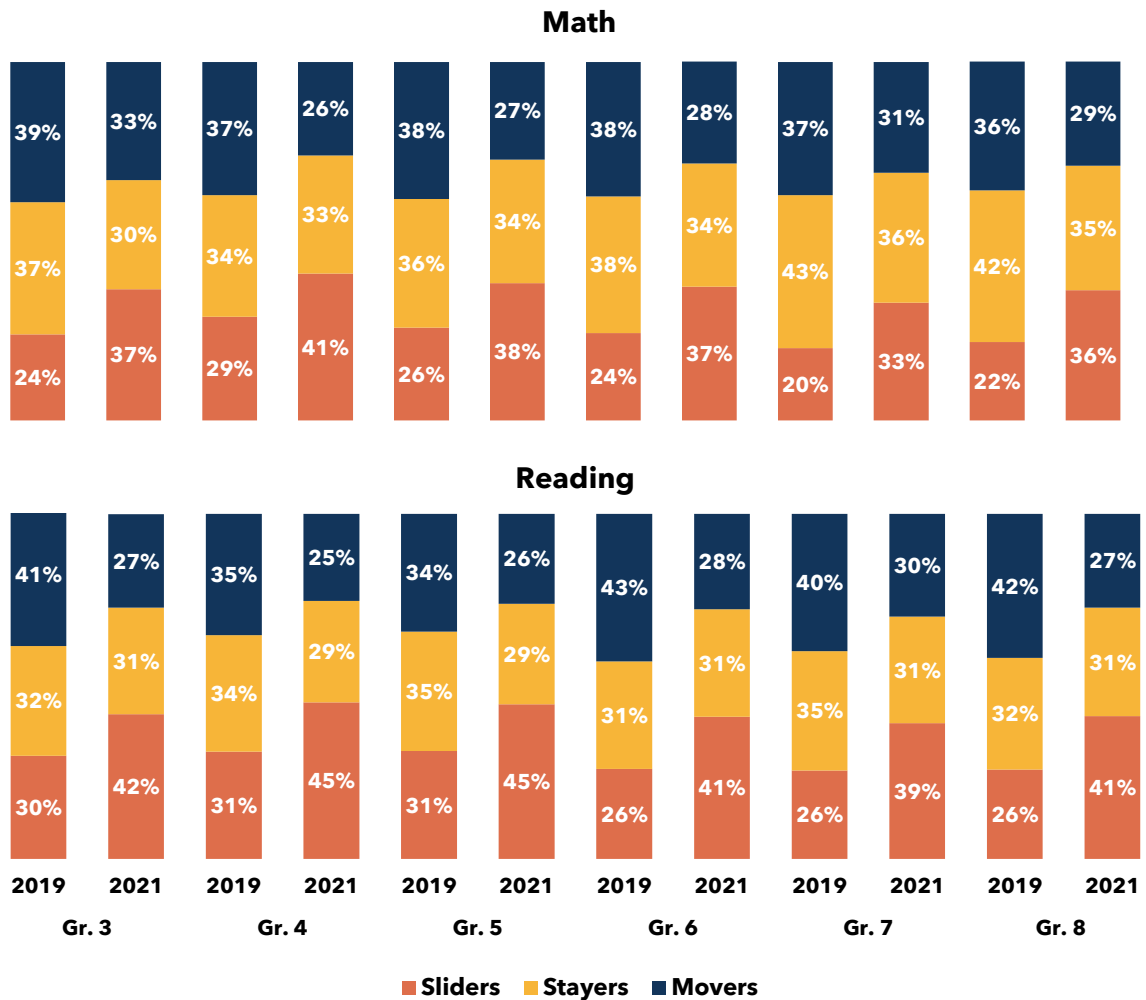 Math
39% 33% 37% 26% 38% 27% 38% 28% 37% 31% 36% 29%
37% 30% 34% 33% 36% 34% 38% 34% 43% 36% 42% 35%
24% 37% 29% 41% 26% 38% 24% 37% 20% 33% 22% 36%
Reading
41% 27% 35% 25% 34% 26% 43% 28% 40% 30% 42% 27%
32% 31% 34% 29% 35% 29% 31% 31% 35% 31% 32% 31%
30% 42% 31% 45% 31% 45% 26% 41% 26% 39% 26% 41%
2019 2021 2019 2021 2019 2021 2019 2021 2019 2021 2019 2021
Gr. 3 Gr. 4 Gr. 5 Gr. 6 Gr. 7 Gr. 8
Sliders Stayers Movers